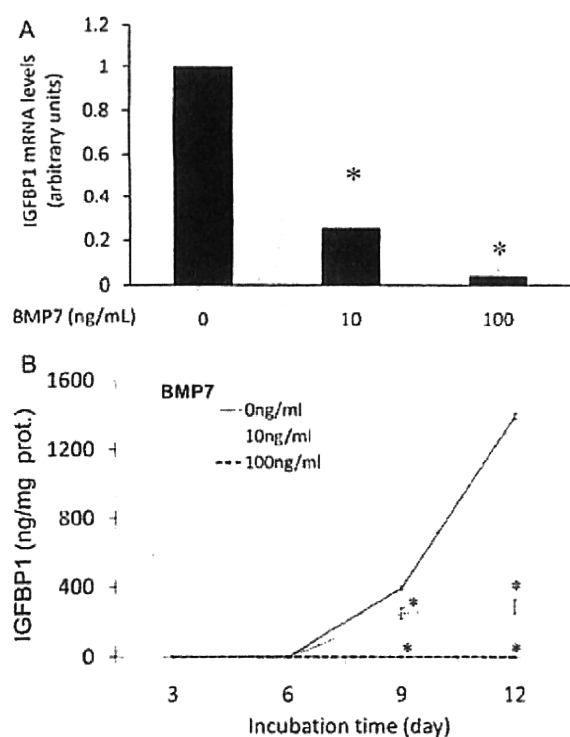 A
IGFBP1 mRNA levels
(arbitrary units)
1.2
1
0.8
0.6
0.4
0.2
0
*
*
BMP7 (ng/mL)
0
10
100
B
IGFBP1 (ng/mg prot.)
1600
1200
800
400
0
BMP7
0ng/ml
10ng/ml
100ng/ml
*
*
*
*
3
6
9
12
Incubation time (day)